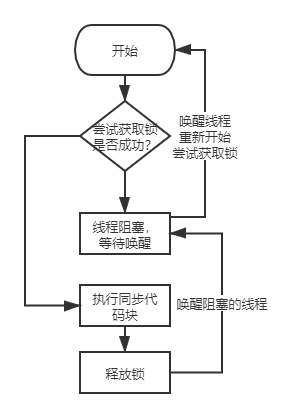 开始
尝试获取锁
是否成功?
唤醒线程
重新开始
尝试获取锁
线程阻塞，
等待唤醒
执行同步代
码块
唤醒阻塞的线程
释放锁